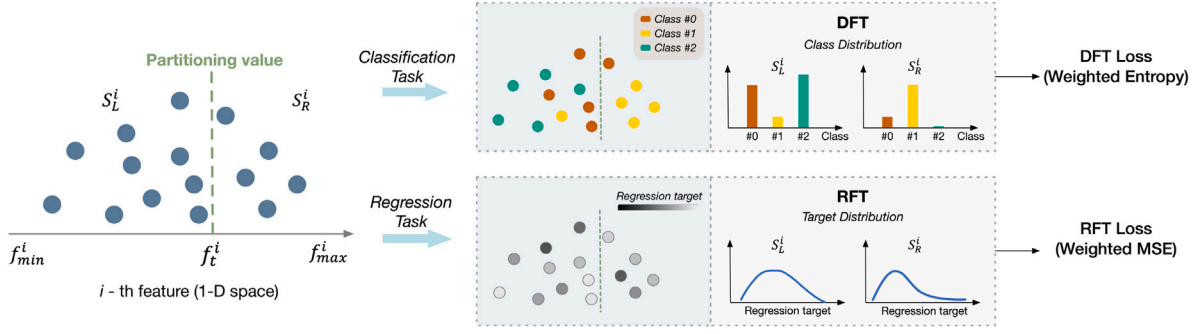 Partitioning value
S_L^i
S_R^i
f_min^i
f_t^i
f_max^i
i - th feature (1-D space)
Classification
Task
Regression
Task
Class #0
Class #1
Class #2
DFT
Class Distribution
S_L^i
S_R^i
#0 #1 #2 Class
#0 #1 #2 Class
DFT Loss
(Weighted Entropy)
Regression target
RFT
Target Distribution
S_L^i
S_R^i
Regression target
Regression target
RFT Loss
(Weighted MSE)